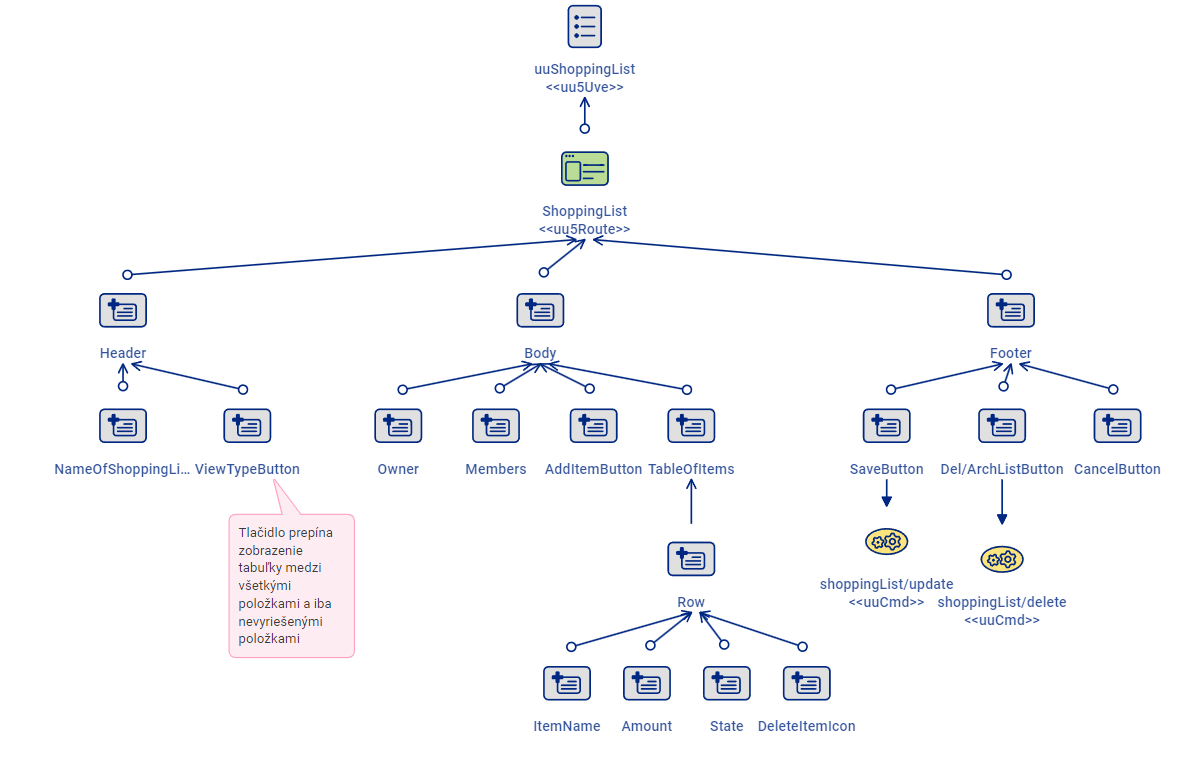 uuShoppingList
<<uu5Uve>>
ShoppingList
<<uu5Route>>
Header
Body
Footer
NameOfShoppingLi...
ViewTypeButton
Owner
Members
AddItemButton
TableOfItems
SaveButton
Del/ArchListButton
CancelButton
Tlačidlo prepína
zobrazenie
tabuľky medzi
všetkými
položkami a iba
nevyriešenými
položkami
Row
shoppingList/update
<<uuCmd>>
shoppingList/delete
<<uuCmd>>
ItemName
Amount
State
DeleteItemIcon